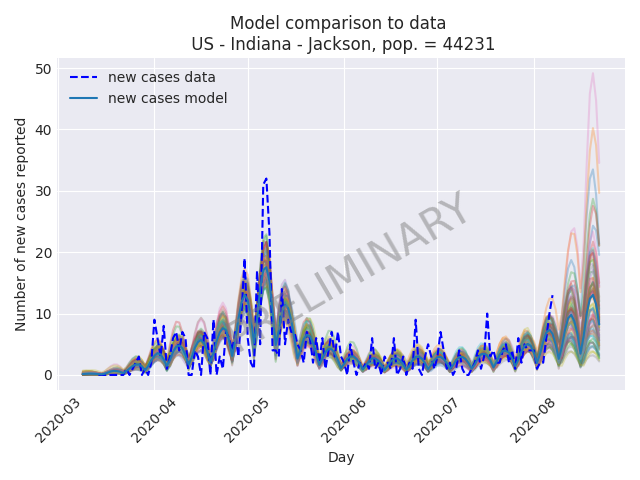 Model comparison to data
US - Indiana - Jackson, pop. = 44231
new cases data
new cases model
PRELIMINARY
Number of new cases reported
50
40
30
20
10
0
2020-03
2020-04
2020-05
2020-06
2020-07
2020-08
Day